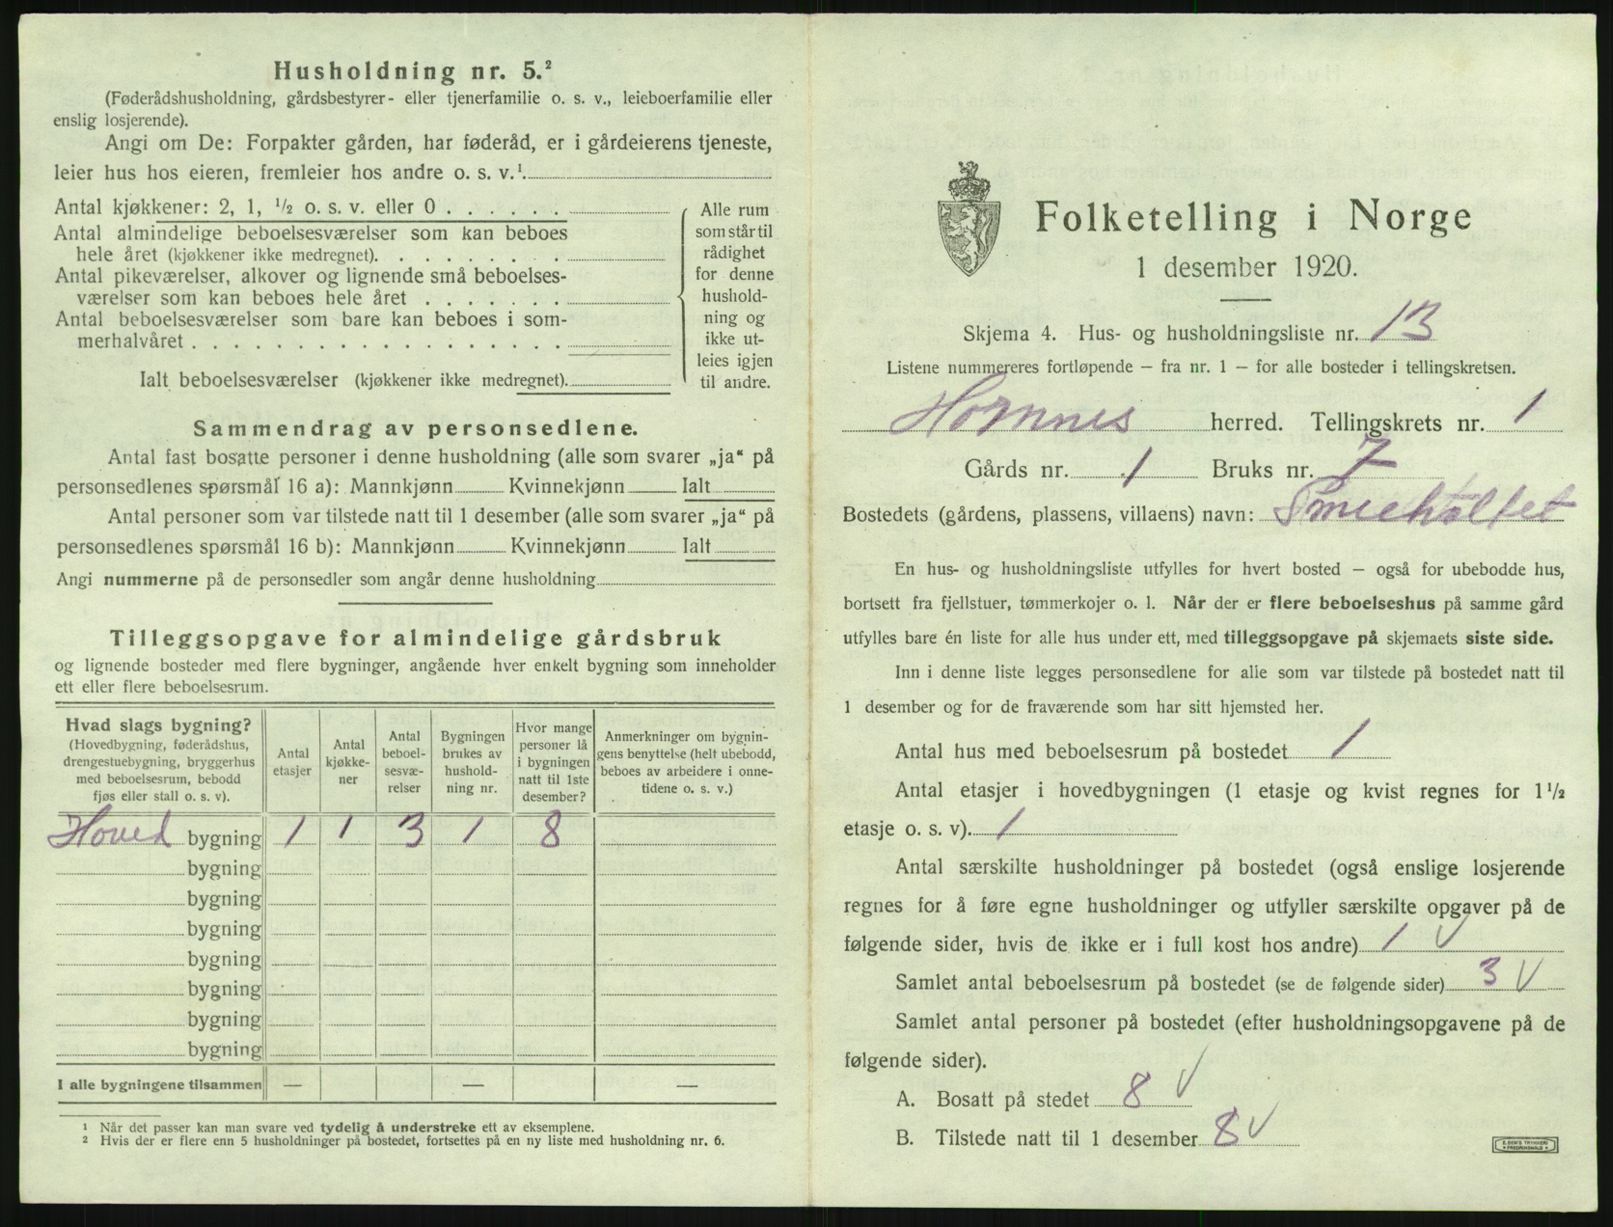 Husholdning nr. 5.²
(Føderådshusholdning, gårdsbestyrer- eller tjenerfamilie o. s. v., leieboerfamilie eller
enslig losjerende).
Angi om De: Forpakter gården, har føderåd, er i gårdeierens tjeneste,
leier hus hos eieren, fremleier hos andre o. s. v.¹.
Antal kjøkkener: 2, 1, ½ o. s. v. eller 0 . . . . . .
Antal almindelige beboelsesværelser som kan beboes
hele året (kjøkkener ikke medregnet). . . . . . . .
Antal pikeværelser, alkover og lignende små beboelses-
værelser som kan beboes hele året . . . . . . .
Antal beboelsesværelser som bare kan beboes i som-
merhalvåret . . . . . . . . . . . . . . . . . .
Ialt beboelsesværelser (kjøkkener ikke medregnet).
Alle rum
som står til
rådighet
for denne
hushold-
ning og
ikke ut-
leies igjen
til andre.
Sammendrag av personsedlene.
Antal fast bosatte personer i denne husholdning (alle som svarer „ja“ på
personsedlenes spørsmål 16 a): Mannkjønn Kvinnekjønn Ialt
Antal personer som var tilstede natt til 1 desember (alle som svarer „ja“ på
personsedlenes spørsmål 16 b): Mannkjønn Kvinnekjønn Ialt
Angi nummerne på de personsedler som angår denne husholdning
Tilleggsopgave for almindelige gårdsbruk
og lignende bosteder med flere bygninger, angående hver enkelt bygning som inneholder
ett eller flere beboelsesrum.
Hvad slags bygning?
(Hovedbygning, føderådshus,
drengestuebygning, bryggerhus
med beboelsesrum, bebodd
fjøs eller stall o. s. v).
Antal
etasjer
Antal
kjøkke-
ner
Antal
beboel-
sesvæ-
relser
Bygningen
brukes av
hushold-
ning nr.
Hvor mange
personer lå
i bygningen
natt til 1ste
desember?
Anmerkninger om bygnin-
gens benyttelse (helt ubebodd,
beboes av arbeidere i onne-
tidene o. s. v.)
Hoved bygning 1 1 3 1 8
bygning
bygning
bygning
bygning
bygning
bygning
bygning
I alle bygningene tilsammen — — —
¹ Når det passer kan man svare ved tydelig å understreke ett av eksemplene.
² Hvis der er flere enn 5 husholdninger på bostedet, fortsettes på en ny liste med husholdning nr. 6.
Folketelling i Norge
1 desember 1920.
Skjema 4. Hus- og husholdningsliste nr. 13
Listene nummereres fortløpende – fra nr. 1 – for alle bosteder i tellingskretsen.
Hornnes herred. Tellingskrets nr. 1
Gårds nr. 1 Bruks nr. 7
Bostedets (gårdens, plassens, villaens) navn: Smieholtet
En hus- og husholdningsliste utfylles for hvert bosted – også for ubebodde hus,
bortsett fra fjellstuer, tømmerkojer o. l. Når der er flere beboelseshus på samme gård
utfylles bare én liste for alle hus under ett, med tilleggsopgave på skjemaets siste side.
Inn i denne liste legges personsedlene for alle som var tilstede på bostedet natt til
1 desember og for de fraværende som har sitt hjemsted her.
Antal hus med beboelsesrum på bostedet 1
Antal etasjer i hovedbygningen (1 etasje og kvist regnes for 1½
etasje o. s. v). 1
Antal særskilte husholdninger på bostedet (også enslige losjerende
regnes for å føre egne husholdninger og utfyller særskilte opgaver på de
følgende sider, hvis de ikke er i full kost hos andre) 1 V
Samlet antal beboelsesrum på bostedet (se de følgende sider) 3 V
Samlet antal personer på bostedet (efter husholdningsopgavene på de
følgende sider).
A. Bosatt på stedet 8 V
B. Tilstede natt til 1 desember 8 V